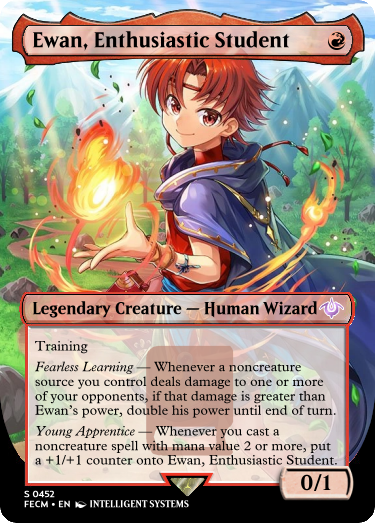 Ewan, Enthusiastic Student
Legendary Creature — Human Wizard
Training
Fearless Learning — Whenever a noncreature
source you control deals damage to one or more
of your opponents, if that damage is greater than
Ewan's power, double his power until end of turn.
Young Apprentice — Whenever you cast a
noncreature spell with mana value 2 or more, put
a +1/+1 counter onto Ewan, Enthusiastic Student.
0/1
S 0452
FECM • EN INTELLIGENT SYSTEMS